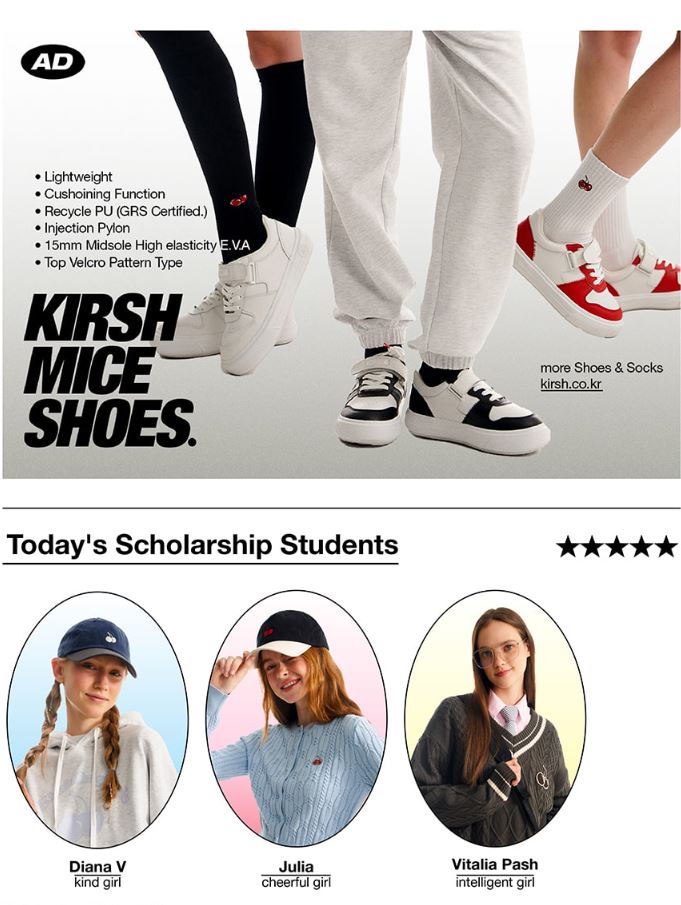 AD
• Lightweight
• Cushoining Function
• Recycle PU (GRS Certified.)
• Injection Pylon
• 15mm Midsole High elasticity E.V.A
• Top Velcro Pattern Type
KIRSH
MICE
SHOES.
more Shoes & Socks
kirsh.co.kr
Today's Scholarship Students ★★★★★
Diana V
kind girl
Julia
cheerful girl
Vitalia Pash
intelligent girl